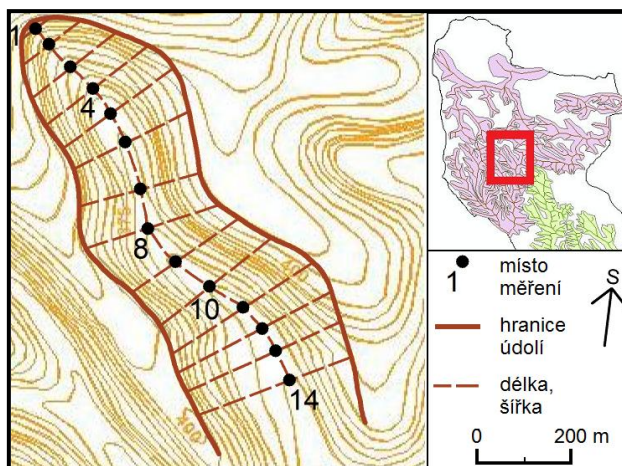 1
4
8
10
14
S
1
místo
měření
hranice
údolí
délka,
šířka
0
200 m